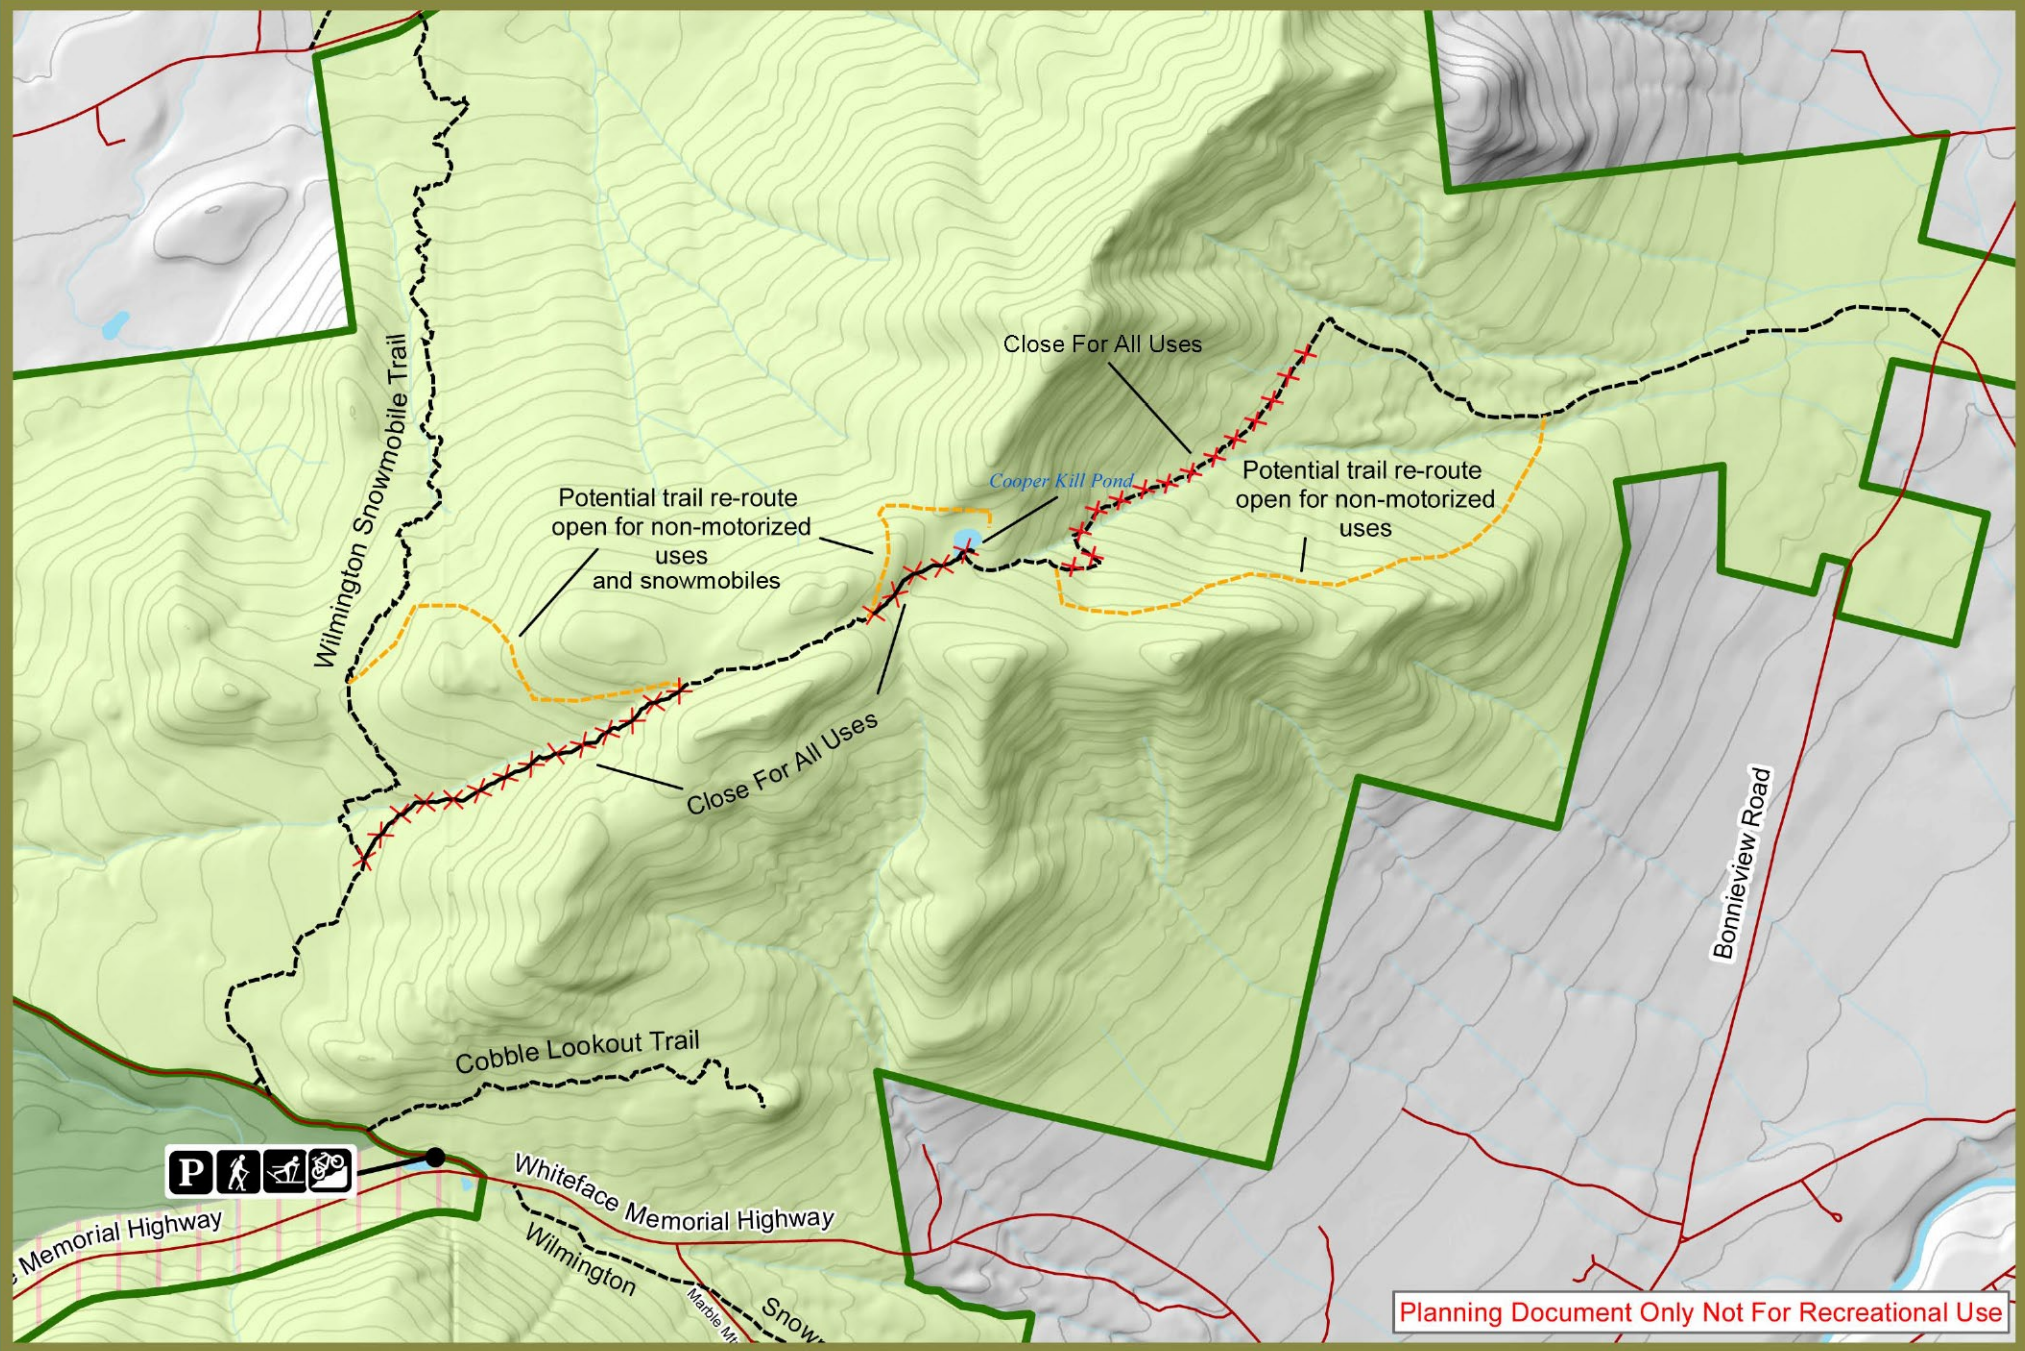 Wilmington Snowmobile Trail
Close For All Uses
Cooper Kill Pond
Potential trail re-route
open for non-motorized
uses
and snowmobiles
Potential trail re-route
open for non-motorized
uses
Close For All Uses
Bonnieview Road
Cobble Lookout Trail
P
Whiteface Memorial Highway
e Memorial Highway
Wilmington
Snow
Marble Mt
Planning Document Only Not For Recreational Use